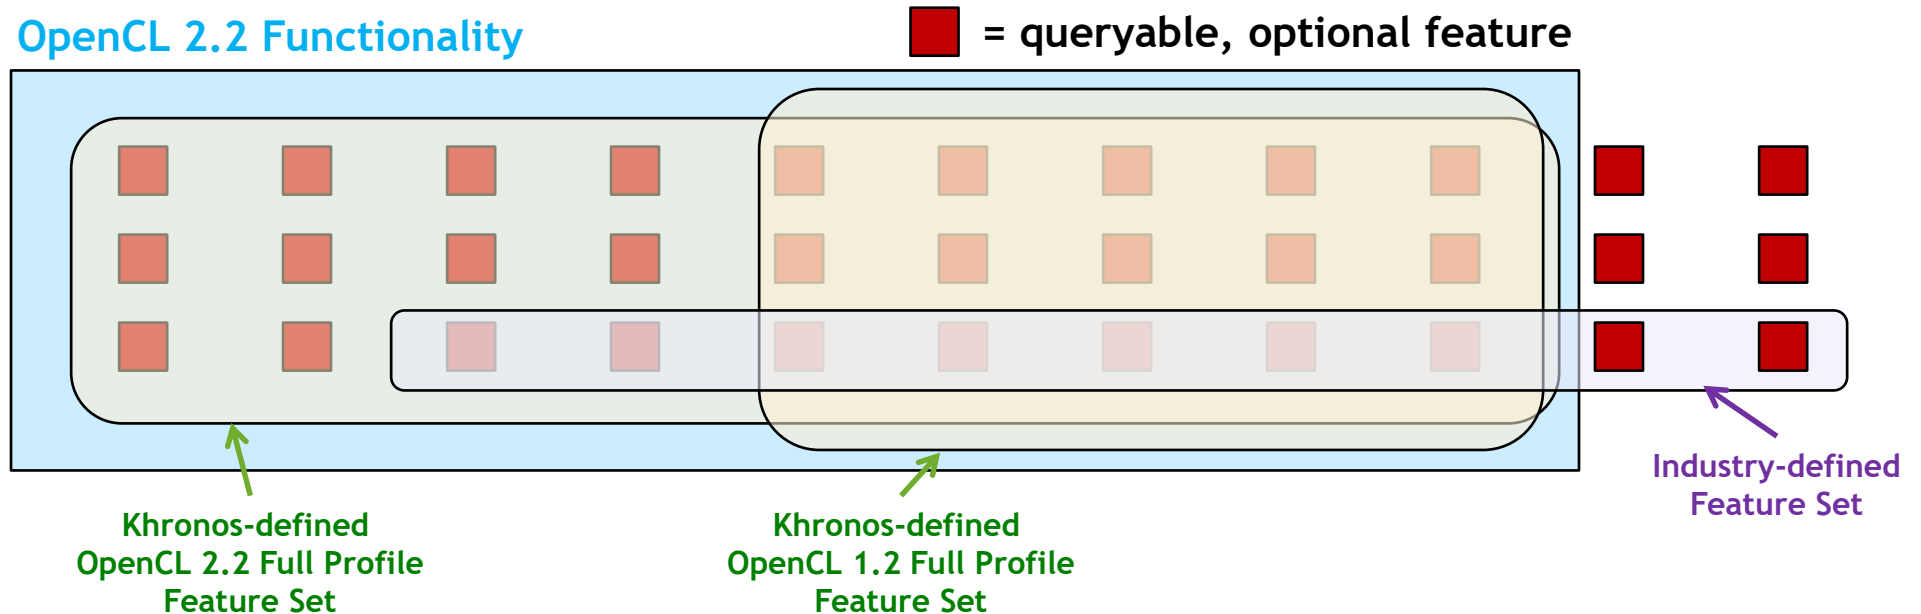 OpenCL 2.2 Functionality
= queryable, optional feature
Industry-defined
Feature Set
Khronos-defined
OpenCL 2.2 Full Profile
Feature Set
Khronos-defined
OpenCL 1.2 Full Profile
Feature Set